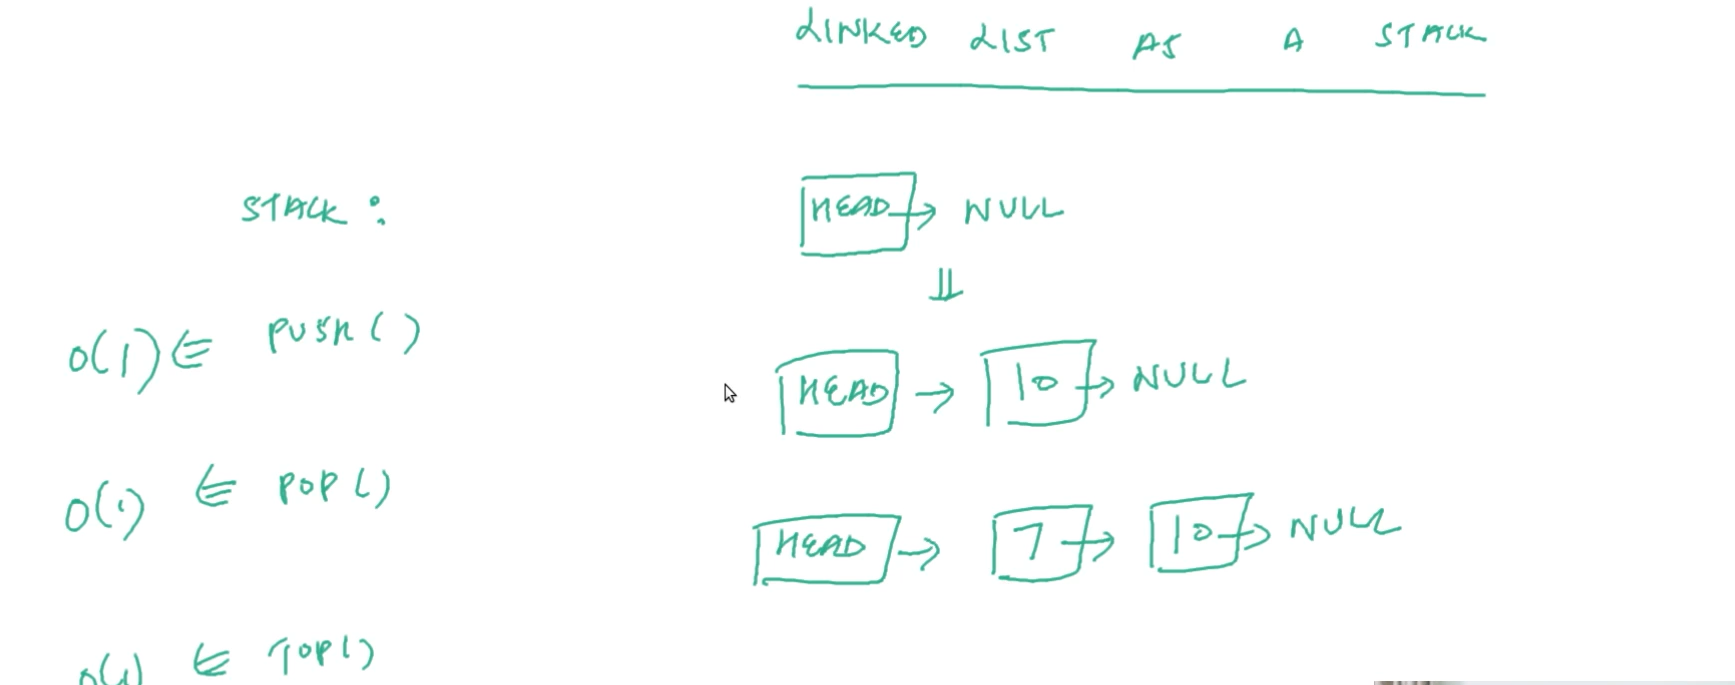 LINKED LIST AS A STACK
STACK :
HEAD → NULL
⇓
O(1) ⋲ PUSH ( )
HEAD → 10 → NULL
O(1) ⋲ POP ( )
HEAD → 7 → 10 → NULL
O(1) ⋲ TOP ( )